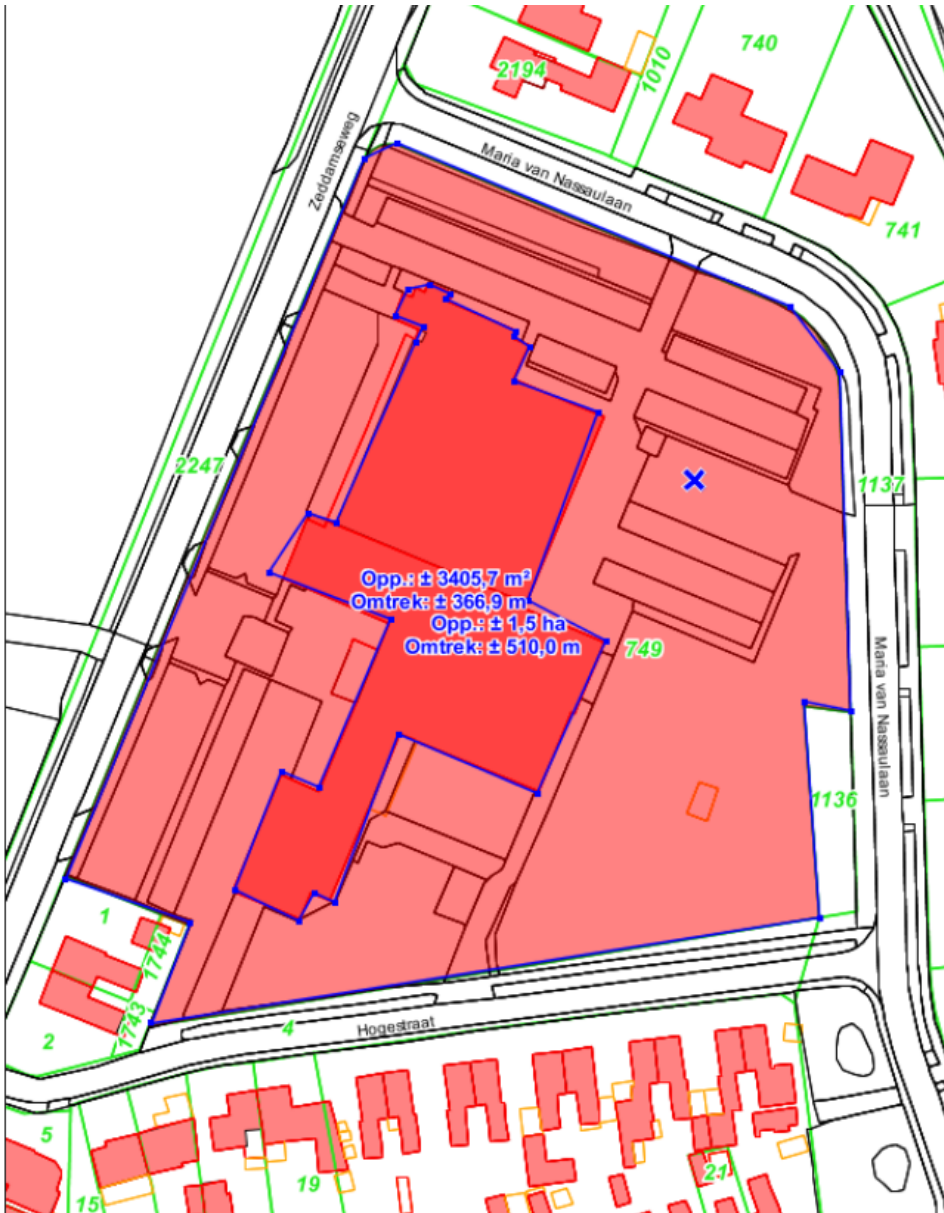 740
2194
1010
Zeddamseweg
Maria van Nassaulaan
741
2247
1137
Opp.: ± 3405,7 m²
Omtrek: ± 366,9 m
Opp.: ± 1,5 ha
Omtrek: ± 510,0 m
749
Maria van Nassaulaan
1136
1
1744
1743
2
4
Hogestraat
5
15
19
21